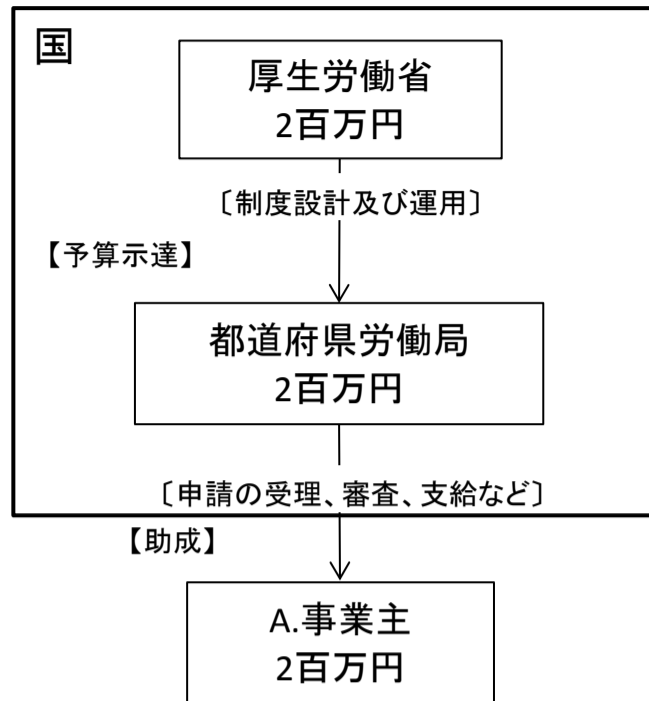 国
厚生労働省
2百万円
〔制度設計及び運用〕
【予算示達】
都道府県労働局
2百万円
〔申請の受理、審査、支給など〕
【助成】
A.事業主
2百万円